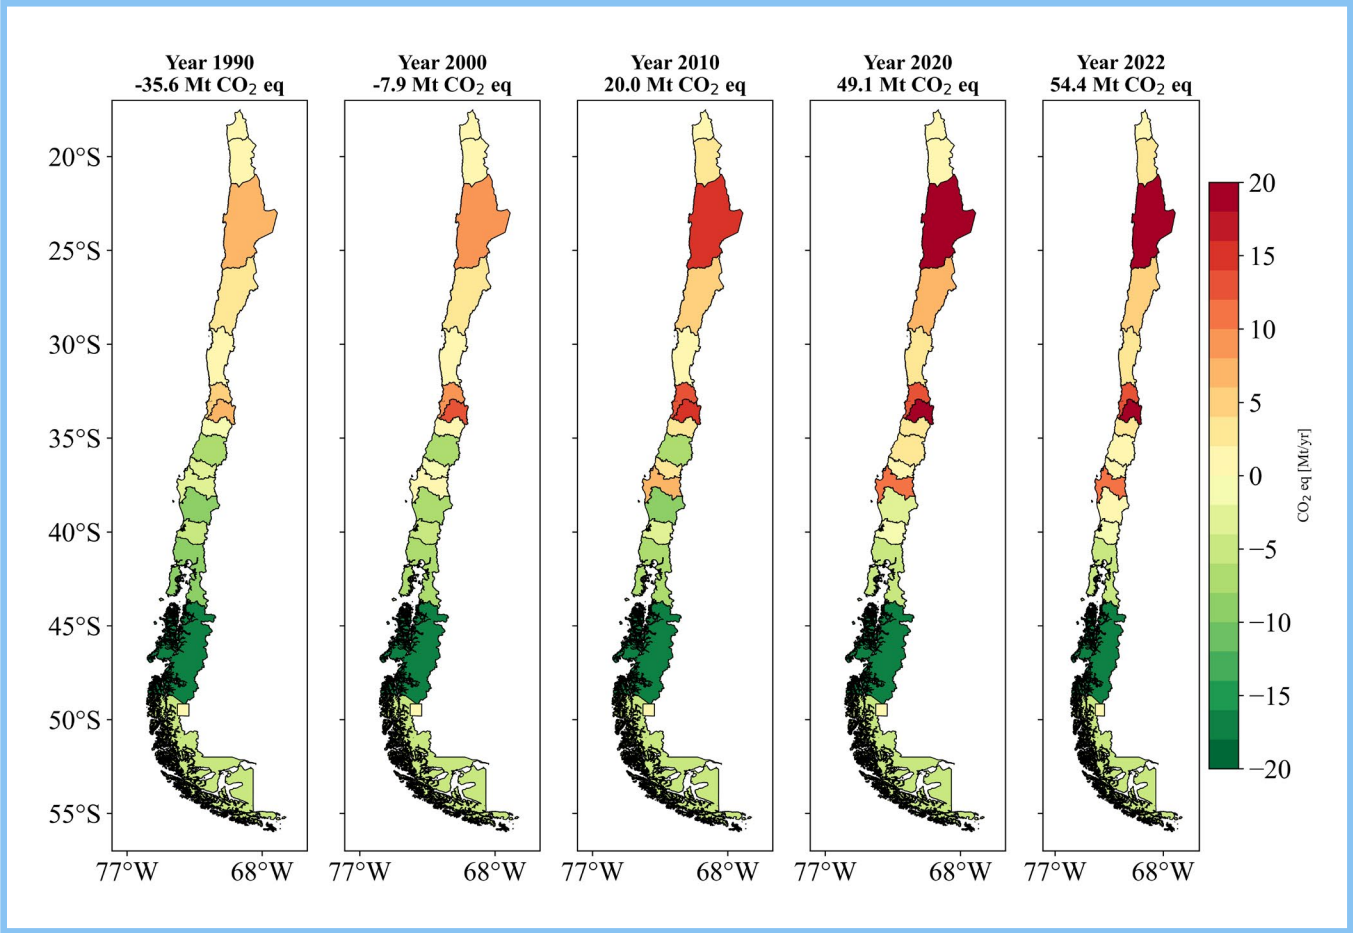 Year 1990
-35.6 Mt CO₂ eq
Year 2000
-7.9 Mt CO₂ eq
Year 2010
20.0 Mt CO₂ eq
Year 2020
49.1 Mt CO₂ eq
Year 2022
54.4 Mt CO₂ eq
20°S
25°S
30°S
35°S
40°S
45°S
50°S
55°S
77°W
68°W
77°W
68°W
77°W
68°W
77°W
68°W
77°W
68°W
20
15
10
5
0
−5
−10
−15
−20
CO₂ eq [Mt/yr]